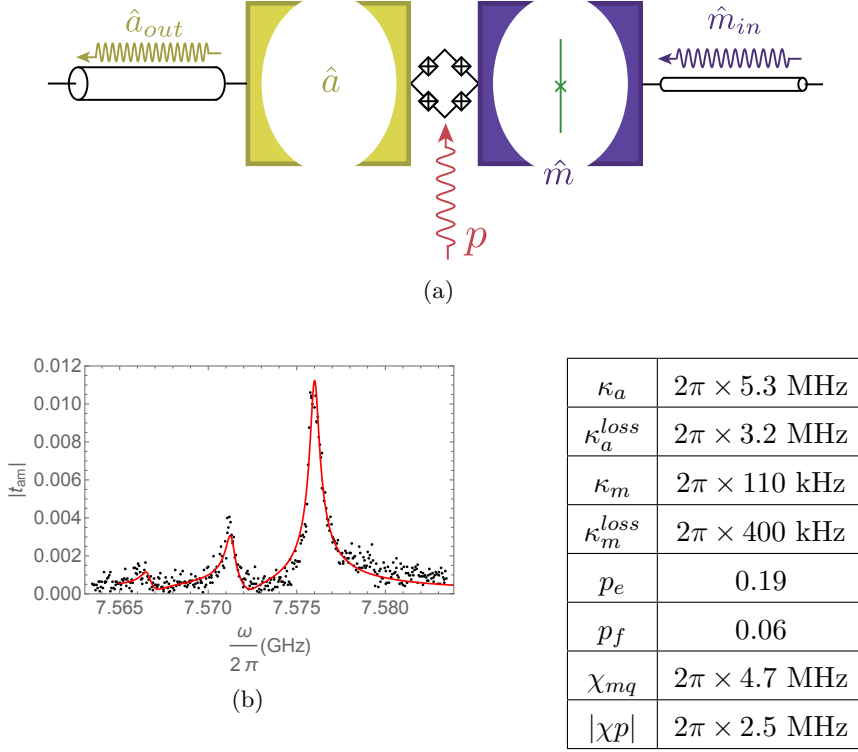 â_out m̂_in
â
m̂
p
(a)
0.012
0.010
0.008
0.006
0.004
0.002
0.000
|t_am|
7.565 7.570 7.575 7.580
ω/2π (GHz)
(b)
κ_a 2π × 5.3 MHz
κ_a^loss 2π × 3.2 MHz
κ_m 2π × 110 kHz
κ_m^loss 2π × 400 kHz
p_e 0.19
p_f 0.06
χ_mq 2π × 4.7 MHz
|χp| 2π × 2.5 MHz